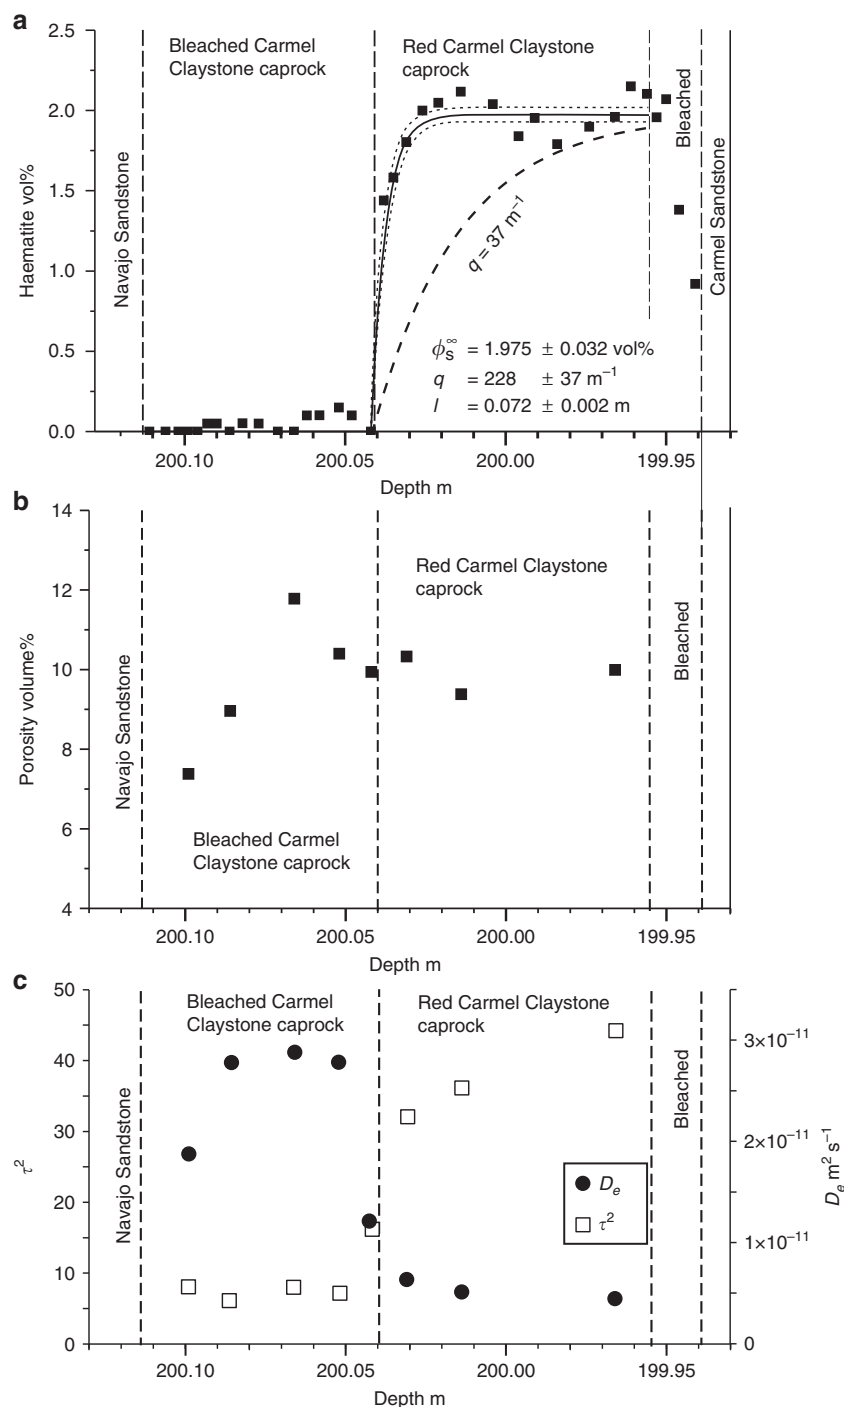 a
2.5
2.0
1.5
1.0
0.5
0.0
Haematite vol%
Navajo Sandstone
Bleached Carmel
Claystone caprock
Red Carmel Claystone
caprock
Bleached
Carmel Sandstone
q = 37 m⁻¹
ϕₛ^∞ = 1.975 ± 0.032 vol%
q = 228 ± 37 m⁻¹
l = 0.072 ± 0.002 m
200.10 200.05 200.00 199.95
Depth m
b
14
12
10
8
6
4
Porosity volume%
Navajo Sandstone
Red Carmel Claystone
caprock
Bleached
Bleached Carmel
Claystone caprock
200.10 200.05 200.00 199.95
Depth m
c
50
40
30
20
10
0
τ²
Navajo Sandstone
Bleached Carmel
Claystone caprock
Red Carmel Claystone
caprock
Bleached
Dₑ
τ²
3×10⁻¹¹
2×10⁻¹¹
1×10⁻¹¹
0
Dₑ m² s⁻¹
200.10 200.05 200.00 199.95
Depth m